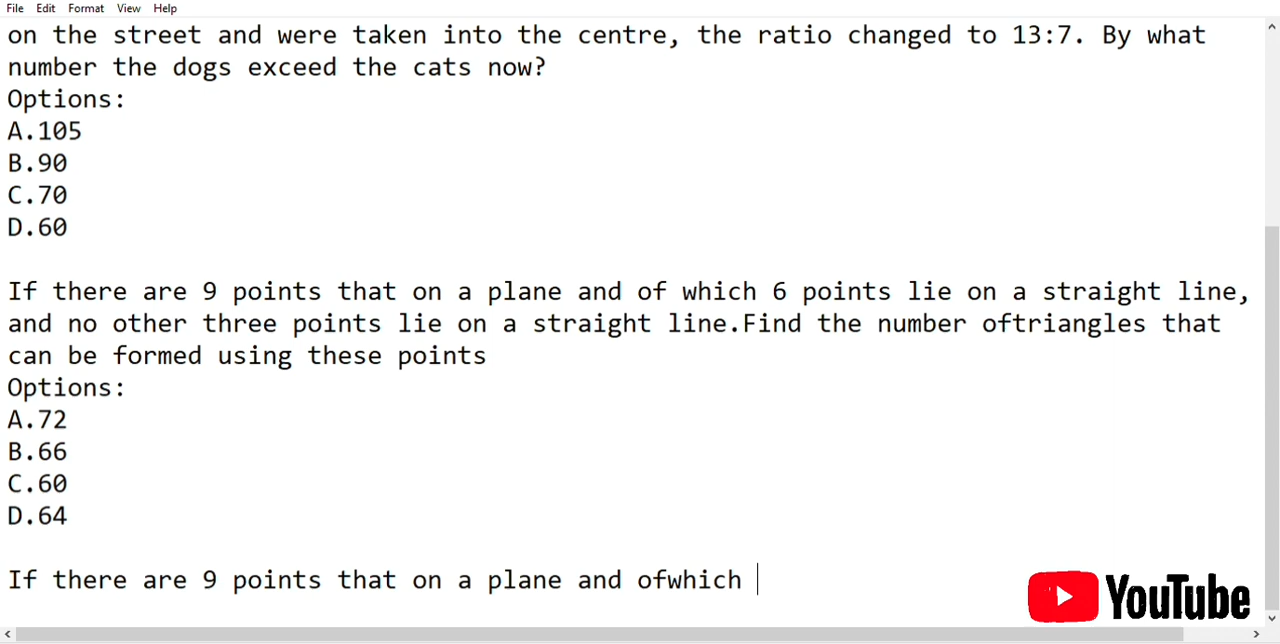 File Edit Format View Help
on the street and were taken into the centre, the ratio changed to 13:7. By what
number the dogs exceed the cats now?
Options:
A.105
B.90
C.70
D.60
If there are 9 points that on a plane and of which 6 points lie on a straight line,
and no other three points lie on a straight line.Find the number oftriangles that
can be formed using these points
Options:
A.72
B.66
C.60
D.64
If there are 9 points that on a plane and ofwhich
YouTube